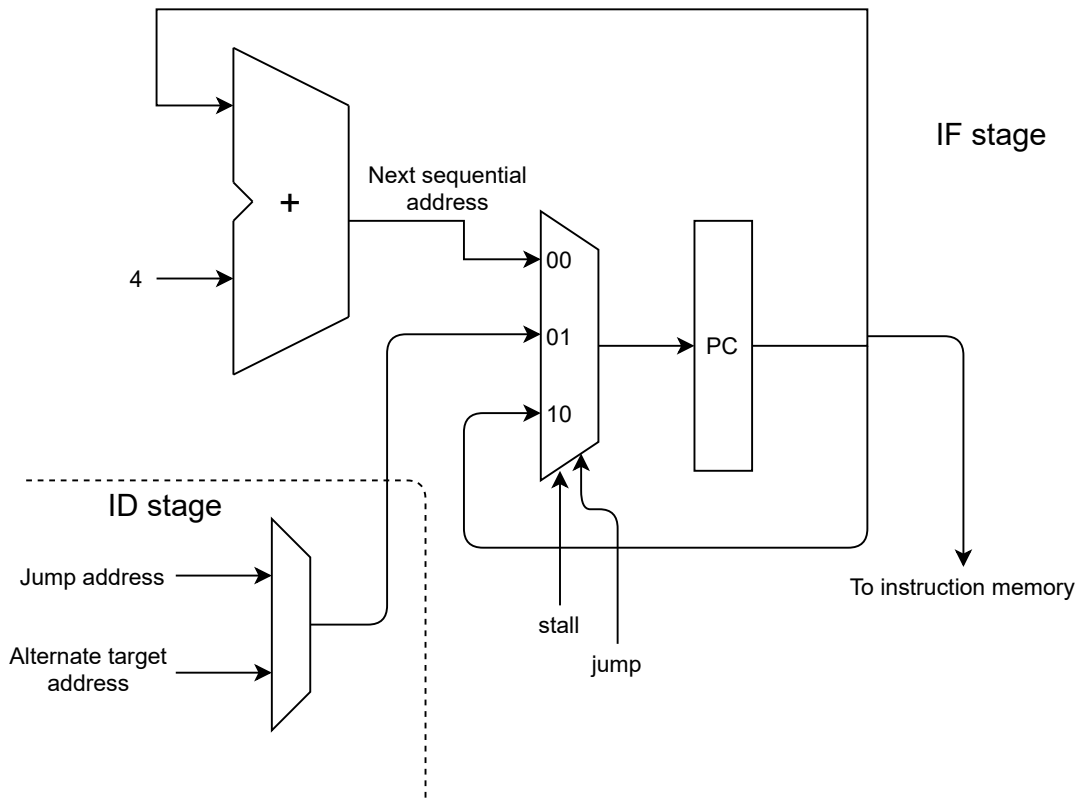 IF stage
Next sequential
address
+
00
4
01
PC
10
ID stage
Jump address
To instruction memory
stall
Alternate target
address
jump